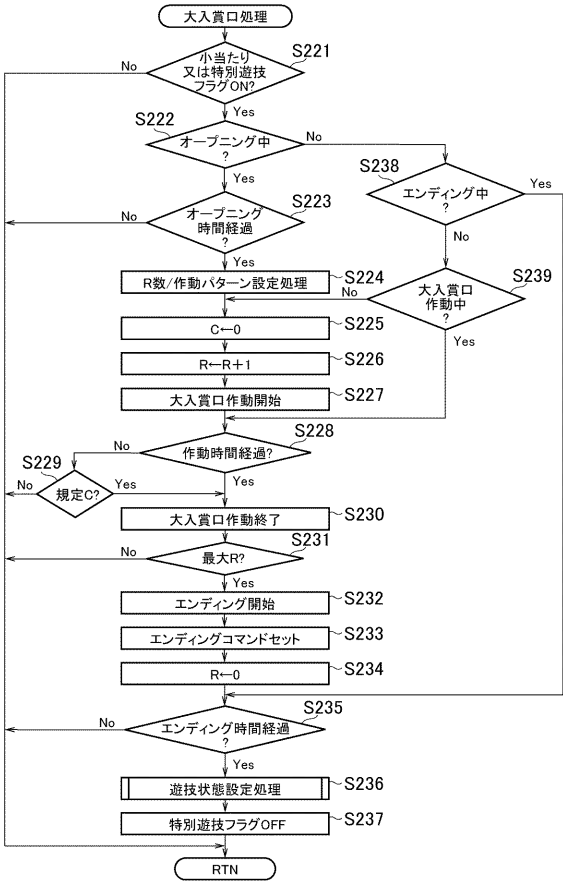 大入賞口処理
小当たり
又は特別遊技
フラグON?
S221
No
Yes
S222
オープニング中
?
No
Yes
S238
エンディング中
?
Yes
No
オープニング
時間経過
?
S223
No
Yes
R数/作動パターン設定処理
S224
大入賞口
作動中
?
S239
No
Yes
C←0
S225
R←R+1
S226
大入賞口作動開始
S227
作動時間経過?
S228
No
Yes
S229
規定C?
No
Yes
大入賞口作動終了
S230
最大R?
S231
No
Yes
エンディング開始
S232
エンディングコマンドセット
S233
R←0
S234
エンディング時間経過
?
S235
No
Yes
遊技状態設定処理
S236
特別遊技フラグOFF
S237
RTN